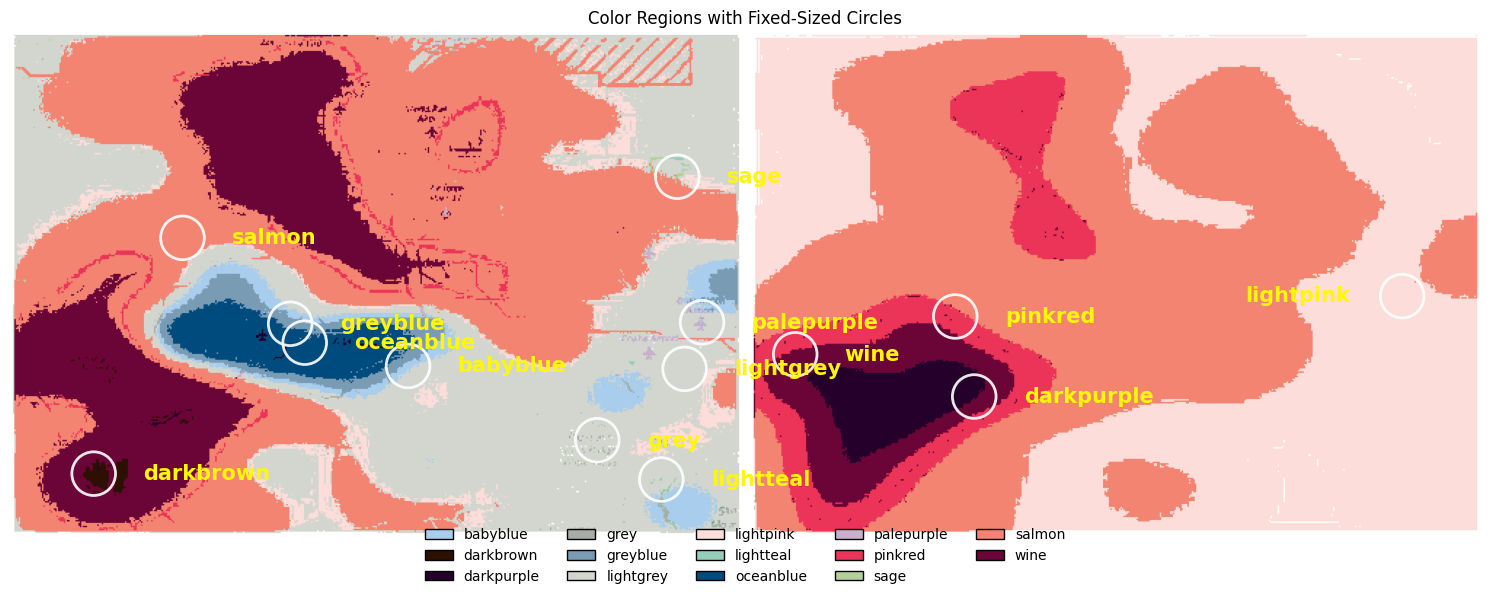 Color Regions with Fixed-Sized Circles
sage
salmon
lightpink
greyblue
palepurple
pinkred
oceanblue
wine
babyblue
lightgrey
darkpurple
grey
darkbrown
lightteal
babyblue grey lightpink palepurple salmon
darkbrown greyblue lightteal pinkred wine
darkpurple lightgrey oceanblue sage